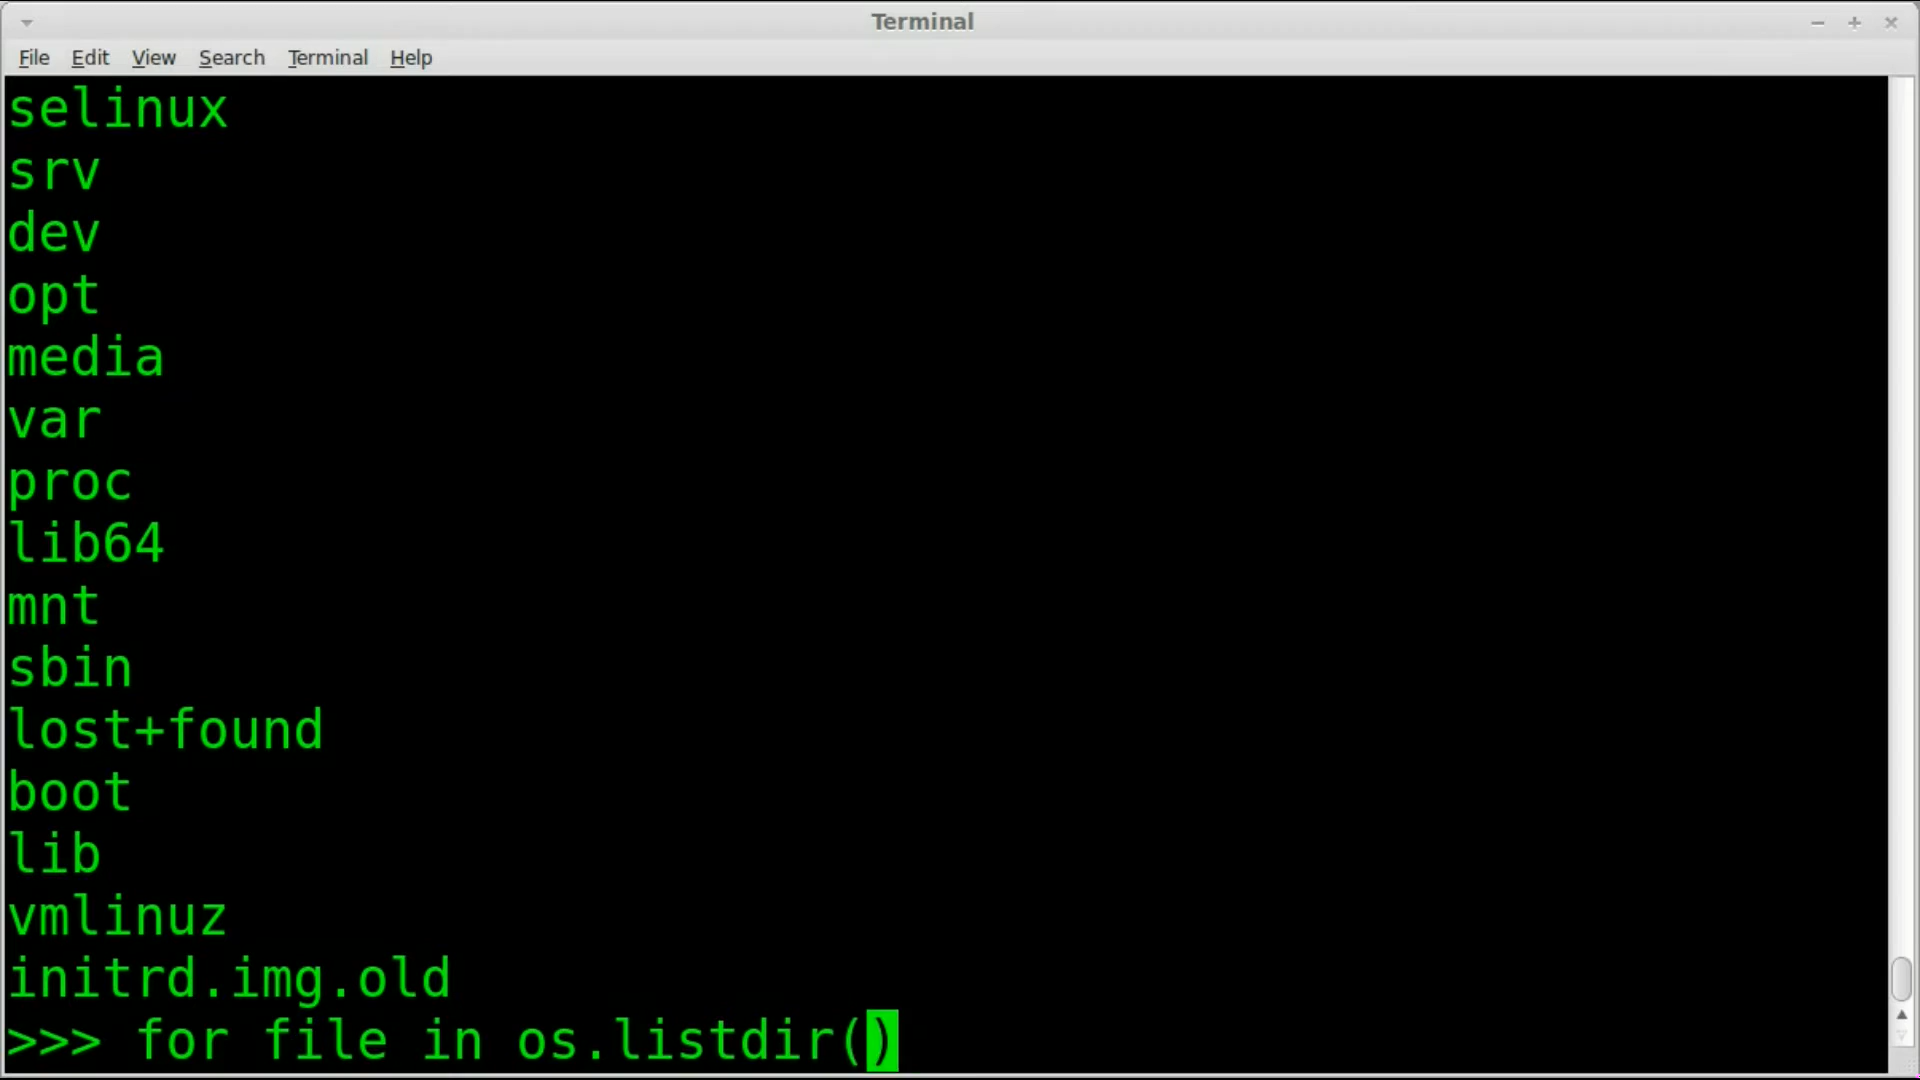 Terminal
File Edit View Search Terminal Help
selinux
srv
dev
opt
media
var
proc
lib64
mnt
sbin
lost+found
boot
lib
vmlinuz
initrd.img.old
>>> for file in os.listdir()